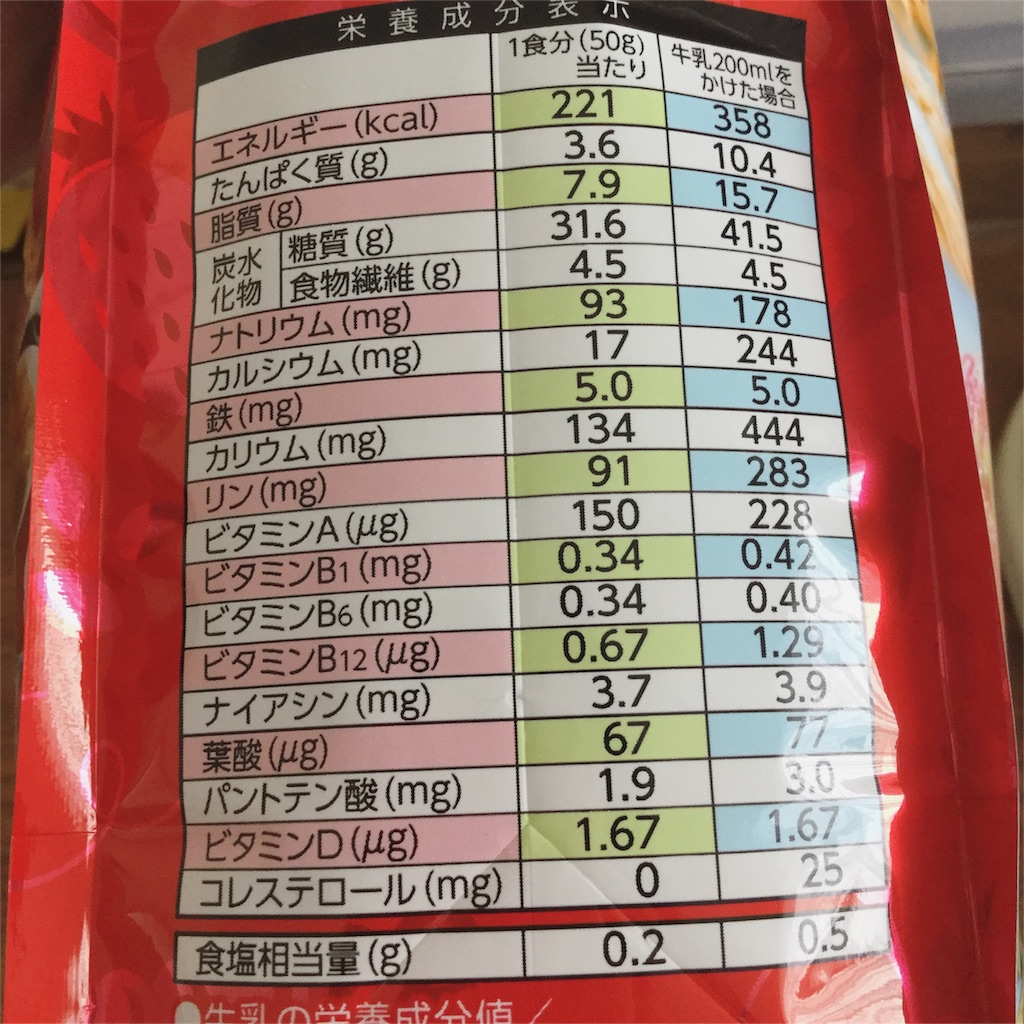 栄養成分表示
1食分(50g)当たり 牛乳200mlをかけた場合
エネルギー(kcal) 221 358
たんぱく質(g) 3.6 10.4
脂質(g) 7.9 15.7
炭水化物 糖質(g) 31.6 41.5
食物繊維(g) 4.5 4.5
ナトリウム(mg) 93 178
カルシウム(mg) 17 244
鉄(mg) 5.0 5.0
カリウム(mg) 134 444
リン(mg) 91 283
ビタミンA(μg) 150 228
ビタミンB1(mg) 0.34 0.42
ビタミンB6(mg) 0.34 0.40
ビタミンB12(μg) 0.67 1.29
ナイアシン(mg) 3.7 3.9
葉酸(μg) 67 77
パントテン酸(mg) 1.9 3.0
ビタミンD(μg) 1.67 1.67
コレステロール(mg) 0 25
食塩相当量(g) 0.2 0.5
●牛乳の栄養成分値